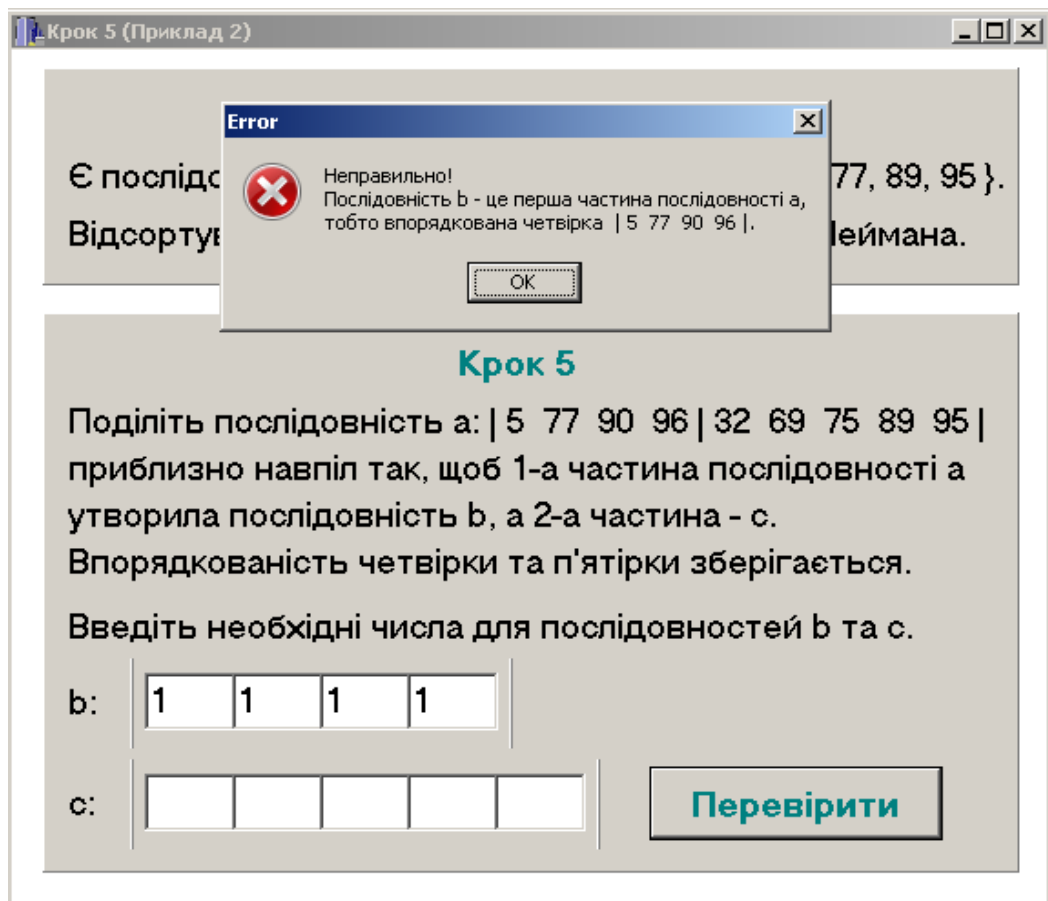 Крок 5 (Приклад 2)
Error
Неправильно!
Послідовність b - це перша частина послідовності a,
тобто впорядкована четвірка | 5 77 90 96 |.
OK
Є 77, 89, 95 }.
Крок 5
Поділіть послідовність a: | 5 77 90 96 | 32 69 75 89 95 |
приблизно навпіл так, щоб 1-а частина послідовності a
утворила послідовність b, а 2-а частина - c.
Впорядкованість четвірки та п'ятірки зберігається.
Введіть необхідні числа для послідовностей b та c.
b: 1 1 1 1
c:
Перевірити